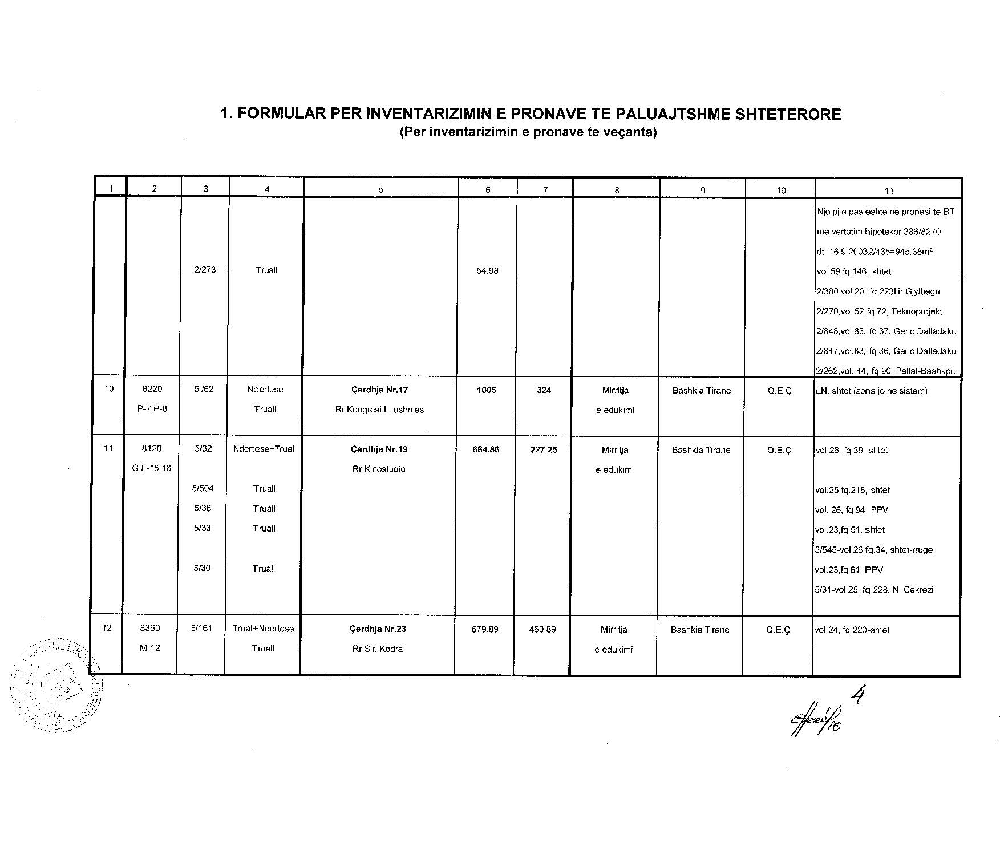 1. FORMULAR PER INVENTARIZIMIN E PRONAVE TE PALUAJTSHME SHTETERORE
(Per inventarizimin e pronave te veçanta)
1 2 3 4 5 6 7 8 9 10 11
Nje pj e pas.është në pronësi te BT
me vertetim hipotekor 386/8270
dt. 16.9.20032/435=945.38m²
2/273 Truall 54.98 vol.59,fq.146, shtet
2/380,vol.20, fq 223Ilir Gjylbegu
2/270,vol.52,fq.72, Teknoprojekt
2/848,vol.83, fq 37, Genc Dalladaku
2/847,vol.83, fq 36, Genc Dalladaku
2/262,vol. 44, fq 90, Pallat-Bashkpr.
10 8220 5 /62 Ndertese Çerdhja Nr.17 1005 324 Mirritja Bashkia Tirane Q.E.Ç LN, shtet (zona jo ne sistem)
P-7.P-8 Truall Rr.Kongresi I Lushnjes e edukimi
11 8120 5/32 Ndertese+Truall Çerdhja Nr.19 664.86 227.25 Mirritja Bashkia Tirane Q.E.Ç vol.26, fq 39, shtet
G.h-15.16 Rr.Kinostudio e edukimi
5/504 Truall vol.25,fq.215, shtet
5/36 Truall vol. 26, fq 94 PPV
5/33 Truall vol.23,fq.51, shtet
5/545-vol.26,fq.34, shtet-rruge
5/30 Truall vol.23,fq.61, PPV
5/31-vol.25, fq 228, N. Cekrezi
12 8360 5/161 Trual+Ndertese Çerdhja Nr.23 579.89 460.89 Mirritja Bashkia Tirane Q.E.Ç vol 24, fq 220-shtet
M-12 Truall Rr.Siri Kodra e edukimi
4
16